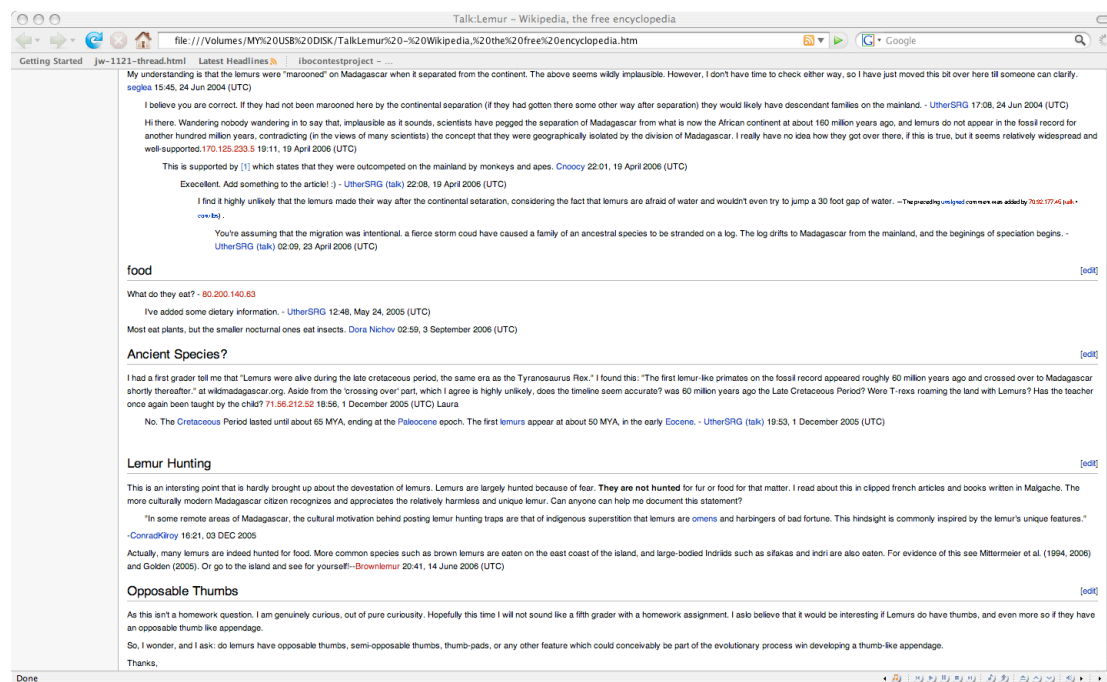 Talk:Lemur – Wikipedia, the free encyclopedia
file:///Volumes/MY%20USB%20DISK/TalkLemur%20-%20Wikipedia,%20the%20free%20encyclopedia.htm
Google
Getting Started jw-1121-thread.html Latest Headlines ibocontestproject – ...
My understanding is that the lemurs were "marooned" on Madagascar when it separated from the continent. The above seems wildly implausible. However, I don't have time to check either way, so I have just moved this bit over here till someone can clarify.
seglea 15:45, 24 Jun 2004 (UTC)
I believe you are correct. If they had not been marooned here by the continental separation (if they had gotten there some other way after separation) they would likely have descendant families on the mainland. - UtherSRG 17:08, 24 Jun 2004 (UTC)
Hi there. Wandering nobody wandering in to say that, implausible as it sounds, scientists have pegged the separation of Madagascar from what is now the African continent at about 160 million years ago, and lemurs do not appear in the fossil record for
another hundred million years, contradicting (in the views of many scientists) the concept that they were geographically isolated by the division of Madagascar. I really have no idea how they got over there, if this is true, but it seems relatively widespread and
well-supported.170.125.233.5 19:11, 19 April 2006 (UTC)
This is supported by [1] which states that they were outcompeted on the mainland by monkeys and apes. Cnoocy 22:01, 19 April 2006 (UTC)
Execellent. Add something to the article! :) - UtherSRG (talk) 22:08, 19 April 2006 (UTC)
I find it highly unlikely that the lemurs made their way after the continental setaration, considering the fact that lemurs are afraid of water and wouldn't even try to jump a 30 foot gap of water. —The preceding unsigned comment was added by 70.92.177.45 (talk •
contribs) .
You're assuming that the migration was intentional. a fierce storm coud have caused a family of an ancestral species to be stranded on a log. The log drifts to Madagascar from the mainland, and the beginings of speciation begins. -
UtherSRG (talk) 02:09, 23 April 2006 (UTC)
food [edit]
What do they eat? - 80.200.140.63
I've added some dietary information. - UtherSRG 12:48, May 24, 2005 (UTC)
Most eat plants, but the smaller nocturnal ones eat insects. Dora Nichov 02:59, 3 September 2006 (UTC)
Ancient Species? [edit]
I had a first grader tell me that "Lemurs were alive during the late cretaceous period, the same era as the Tyranosaurus Rex." I found this: "The first lemur-like primates on the fossil record appeared roughly 60 million years ago and crossed over to Madagascar
shortly thereafter." at wildmadagascar.org. Aside from the 'crossing over' part, which I agree is highly unlikely, does the timeline seem accurate? was 60 million years ago the Late Cretaceous Period? Were T-rexs roaming the land with Lemurs? Has the teacher
once again been taught by the child? 71.56.212.52 18:56, 1 December 2005 (UTC) Laura
No. The Cretaceous Period lasted until about 65 MYA, ending at the Paleocene epoch. The first lemurs appear at about 50 MYA, in the early Eocene. - UtherSRG (talk) 19:53, 1 December 2005 (UTC)
Lemur Hunting [edit]
This is an intersting point that is hardly brought up about the devestation of lemurs. Lemurs are largely hunted because of fear. They are not hunted for fur or food for that matter. I read about this in clipped french articles and books written in Malgache. The
more culturally modern Madagascar citizen recognizes and appreciates the relatively harmless and unique lemur. Can anyone can help me document this statement?
"In some remote areas of Madagascar, the cultural motivation behind posting lemur hunting traps are that of indigenous superstition that lemurs are omens and harbingers of bad fortune. This hindsight is commonly inspired by the lemur's unique features."
-ConradKilroy 16:21, 03 DEC 2005
Actually, many lemurs are indeed hunted for food. More common species such as brown lemurs are eaten on the east coast of the island, and large-bodied Indriids such as sifakas and indri are also eaten. For evidence of this see Mittermeier et al. (1994, 2006)
and Golden (2005). Or go to the island and see for yourself!--Brownlemur 20:41, 14 June 2006 (UTC)
Opposable Thumbs [edit]
As this isn't a homework question. I am genuinely curious, out of pure curiousity. Hopefully this time I will not sound like a fifth grader with a homework assignment. I aslo believe that it would be interesting if Lemurs do have thumbs, and even more so if they have
an opposable thumb like appendage.
So, I wonder, and I ask: do lemurs have opposable thumbs, semi-opposable thumbs, thumb-pads, or any other feature which could conceivably be part of the evolutionary process win developing a thumb-like appendage.
Thanks,
Done